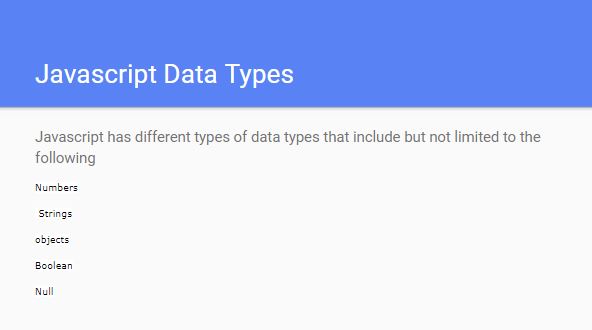 Javascript Data Types
Javascript has different types of data types that include but not limited to the
following
Numbers
Strings
objects
Boolean
Null